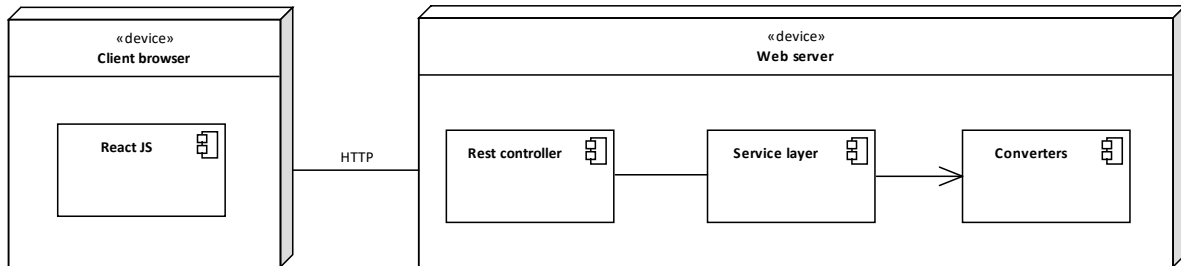 «device»
Client browser
React JS
HTTP
«device»
Web server
Rest controller
Service layer
Converters